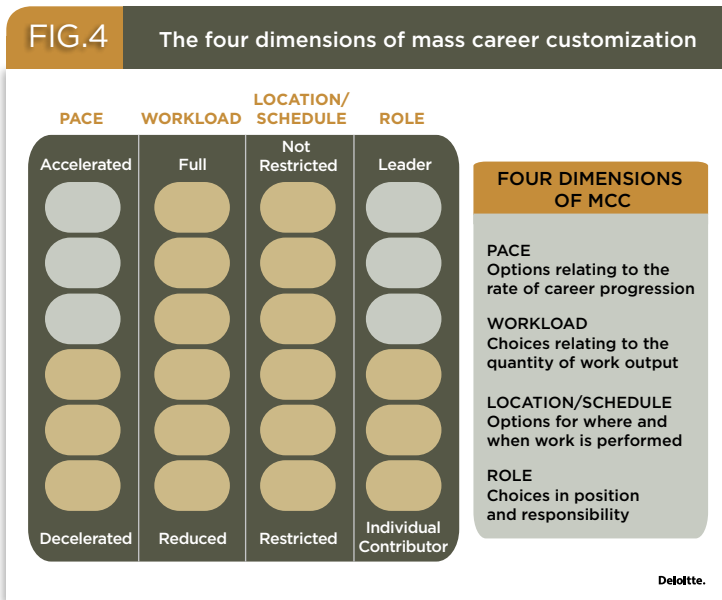 FIG.4
The four dimensions of mass career customization
PACE
WORKLOAD
LOCATION/
SCHEDULE
ROLE
Accelerated
Full
Not
Restricted
Leader
Decelerated
Reduced
Restricted
Individual
Contributor
FOUR DIMENSIONS
OF MCC
PACE
Options relating to the
rate of career progression
WORKLOAD
Choices relating to the
quantity of work output
LOCATION/SCHEDULE
Options for where and
when work is performed
ROLE
Choices in position
and responsibility
Deloitte.